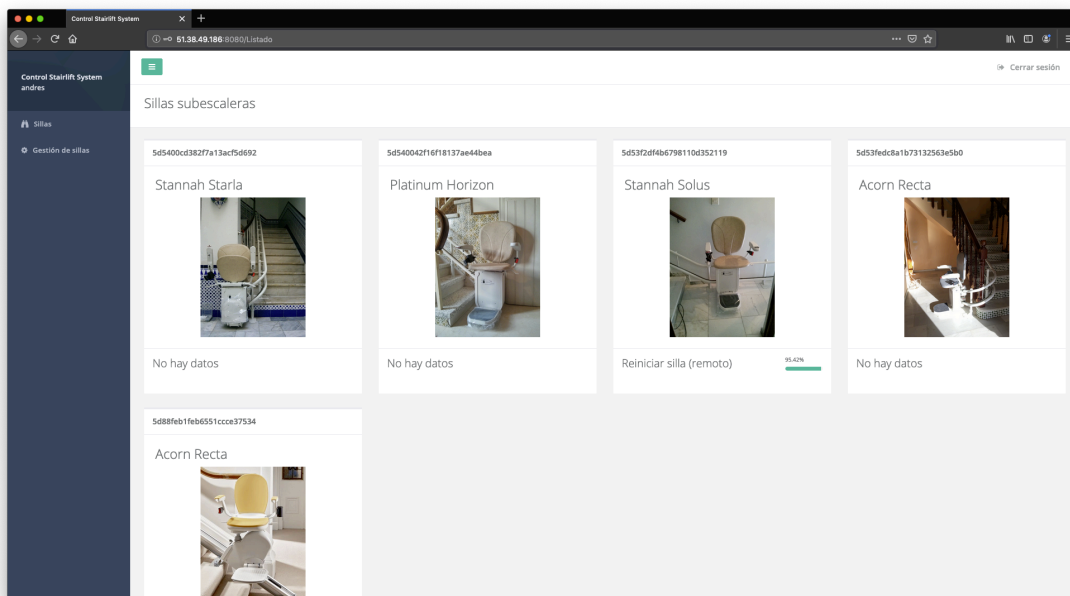 Control Stairlift System
51.38.49.186:8080/Listado
Control Stairlift System
andres
Cerrar sesión
Sillas
Gestión de sillas
Sillas subescaleras
5d5400cd382f7a13acf5d692
Stannah Starla
No hay datos
5d540042f16f18137ae44bea
Platinum Horizon
No hay datos
5d53f2df4b6798110d352119
Stannah Solus
Reiniciar silla (remoto)
95.42%
5d53fedc8a1b73132563e5b0
Acorn Recta
No hay datos
5d88feb1feb6551ccce37534
Acorn Recta